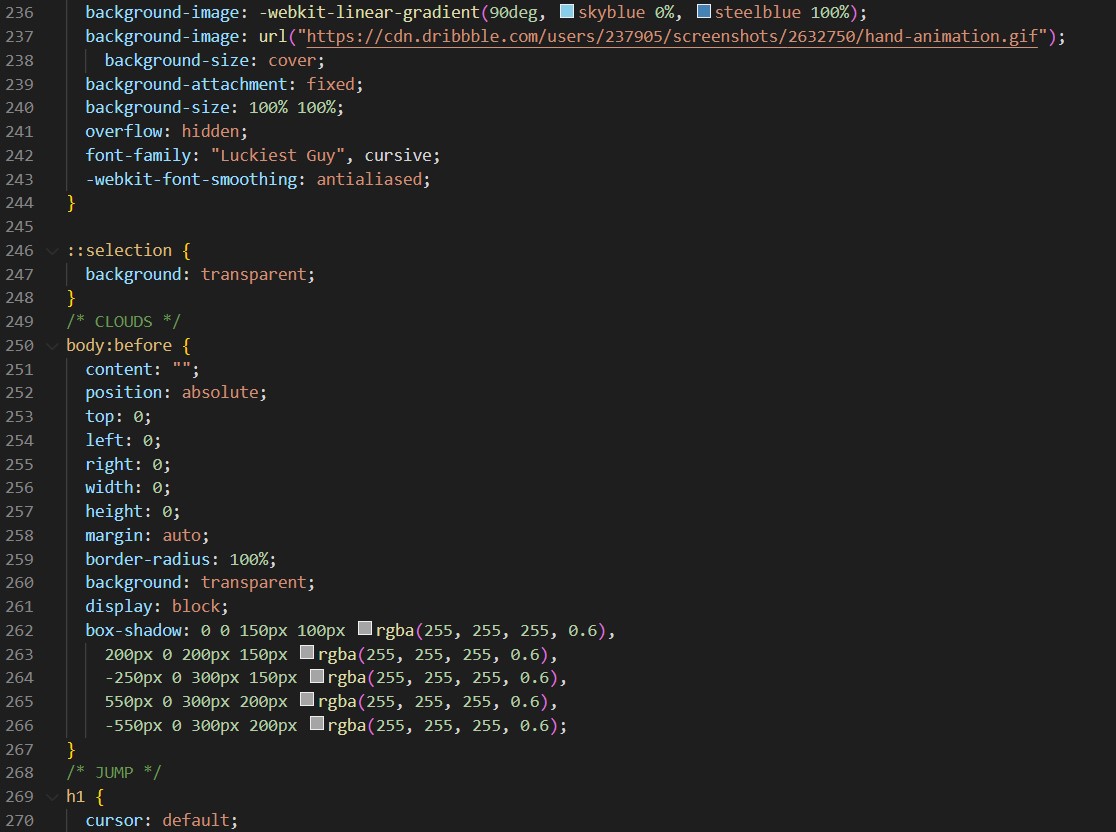 236 background-image: -webkit-linear-gradient(90deg, skyblue 0%, steelblue 100%);
237 background-image: url("https://cdn.dribbble.com/users/237905/screenshots/2632750/hand-animation.gif");
238 background-size: cover;
239 background-attachment: fixed;
240 background-size: 100% 100%;
241 overflow: hidden;
242 font-family: "Luckiest Guy", cursive;
243 -webkit-font-smoothing: antialiased;
244 }
245
246 ::selection {
247 background: transparent;
248 }
249 /* CLOUDS */
250 body:before {
251 content: "";
252 position: absolute;
253 top: 0;
254 left: 0;
255 right: 0;
256 width: 0;
257 height: 0;
258 margin: auto;
259 border-radius: 100%;
260 background: transparent;
261 display: block;
262 box-shadow: 0 0 150px 100px rgba(255, 255, 255, 0.6),
263 200px 0 200px 150px rgba(255, 255, 255, 0.6),
264 -250px 0 300px 150px rgba(255, 255, 255, 0.6),
265 550px 0 300px 200px rgba(255, 255, 255, 0.6),
266 -550px 0 300px 200px rgba(255, 255, 255, 0.6);
267 }
268 /* JUMP */
269 h1 {
270 cursor: default;